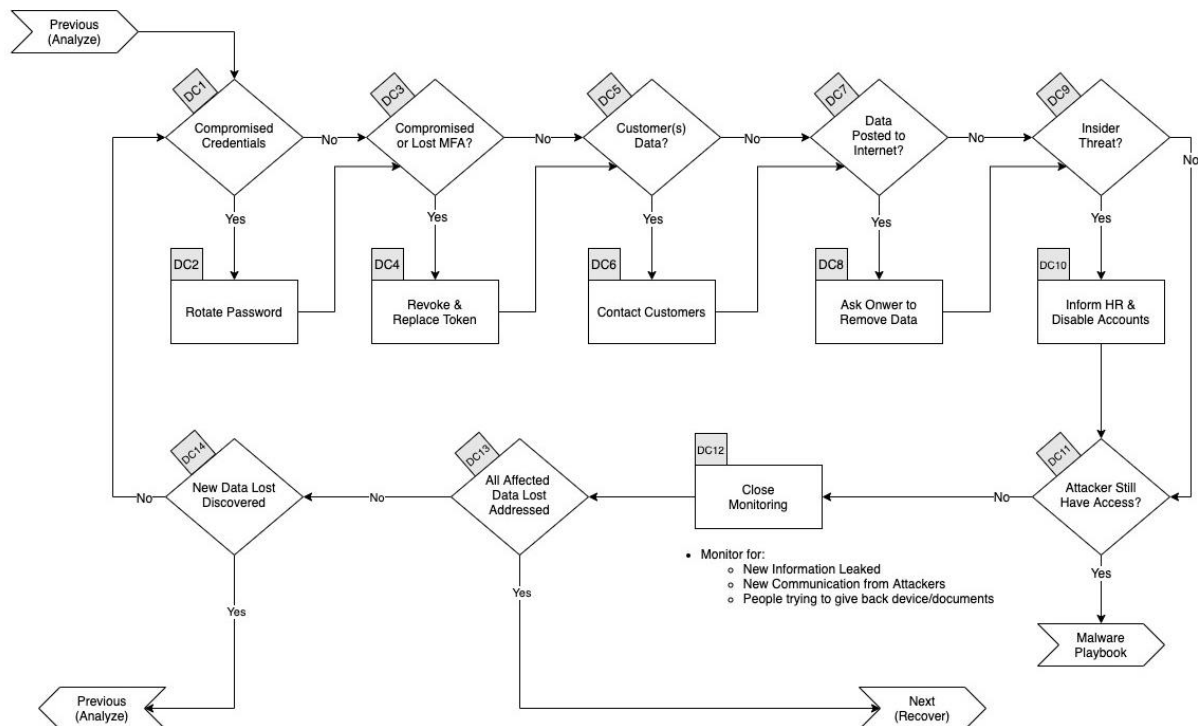 Previous
(Analyze)
DC1
Compromised
Credentials
No
DC3
Compromised
or Lost MFA?
No
DC5
Customer(s)
Data?
No
DC7
Data
Posted to
Internet?
No
DC9
Insider
Threat?
No
Yes
Yes
Yes
Yes
Yes
DC2
Rotate Password
DC4
Revoke &
Replace Token
DC6
Contact Customers
DC8
Ask Onwer to
Remove Data
DC10
Inform HR &
Disable Accounts
DC14
New Data Lost
Discovered
No
DC13
All Affected
Data Lost
Addressed
No
DC12
Close
Monitoring
No
DC11
Attacker Still
Have Access?
• Monitor for:
○ New Information Leaked
○ New Communication from Attackers
○ People trying to give back device/documents
Yes
Yes
Yes
Malware
Playbook
Previous
(Analyze)
Next
(Recover)